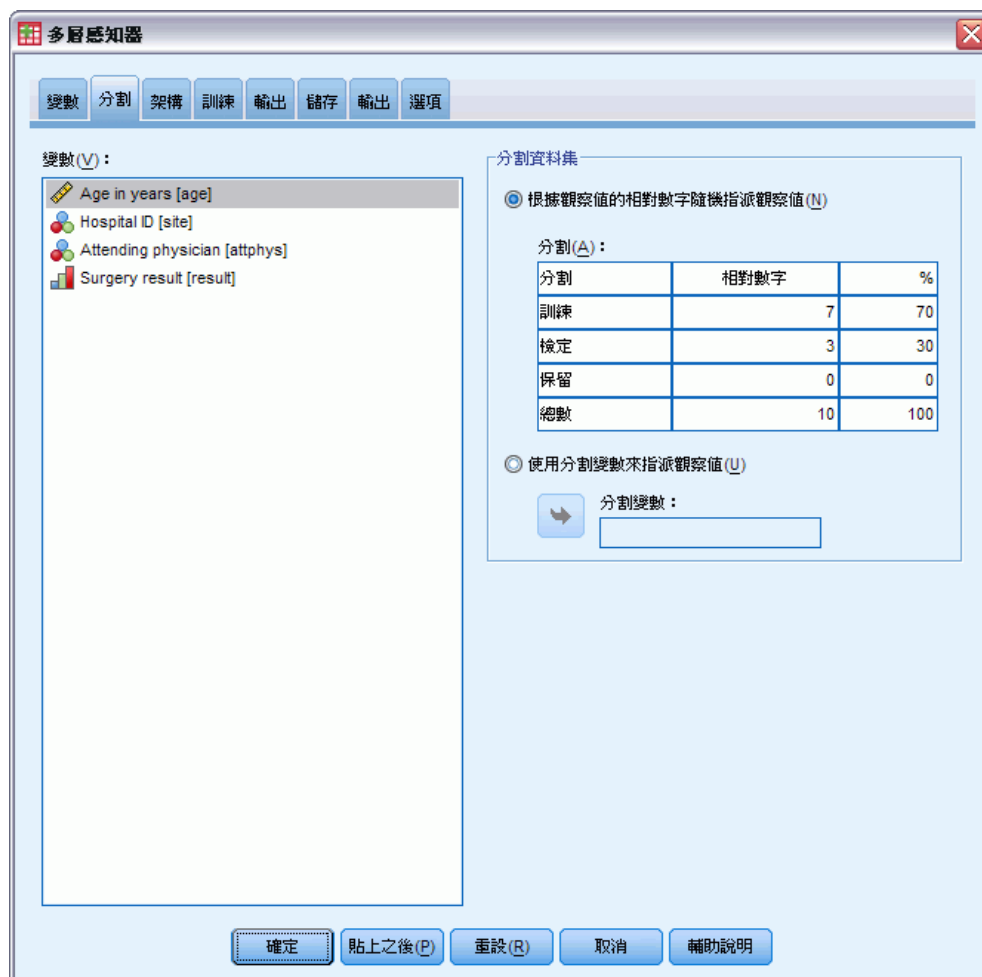 多層感知器
變數 分割 架構 訓練 輸出 儲存 輸出 選項
變數(V)：
Age in years [age]
Hospital ID [site]
Attending physician [attphys]
Surgery result [result]
分割資料集
根據觀察值的相對數字隨機指派觀察值(N)
分割(A)：
分割 相對數字 %
訓練 7 70
檢定 3 30
保留 0 0
總數 10 100
使用分割變數來指派觀察值(U)
分割變數：
確定 貼上之後(P) 重設(R) 取消 輔助說明